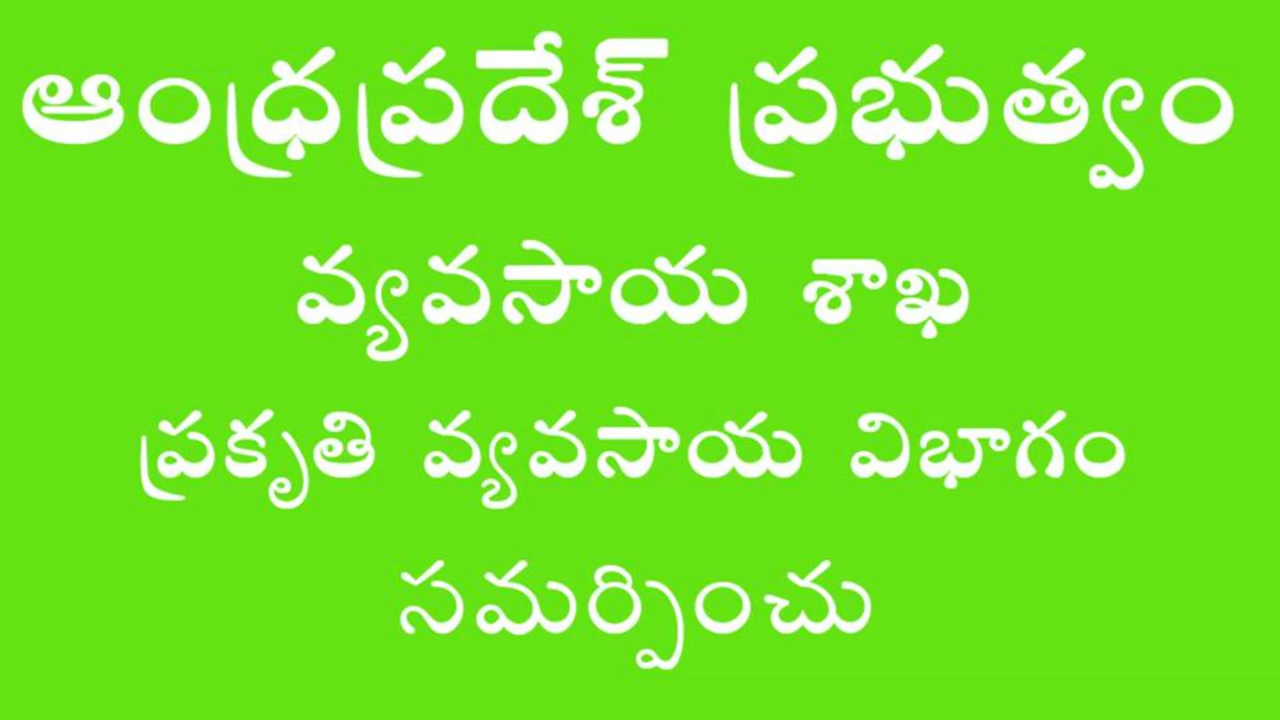 ఆంధ్రప్రదేశ్ ప్రభుత్వం
వ్యవసాయ శాఖ
ప్రకృతి వ్యవసాయ విభాగం
సమర్పించు